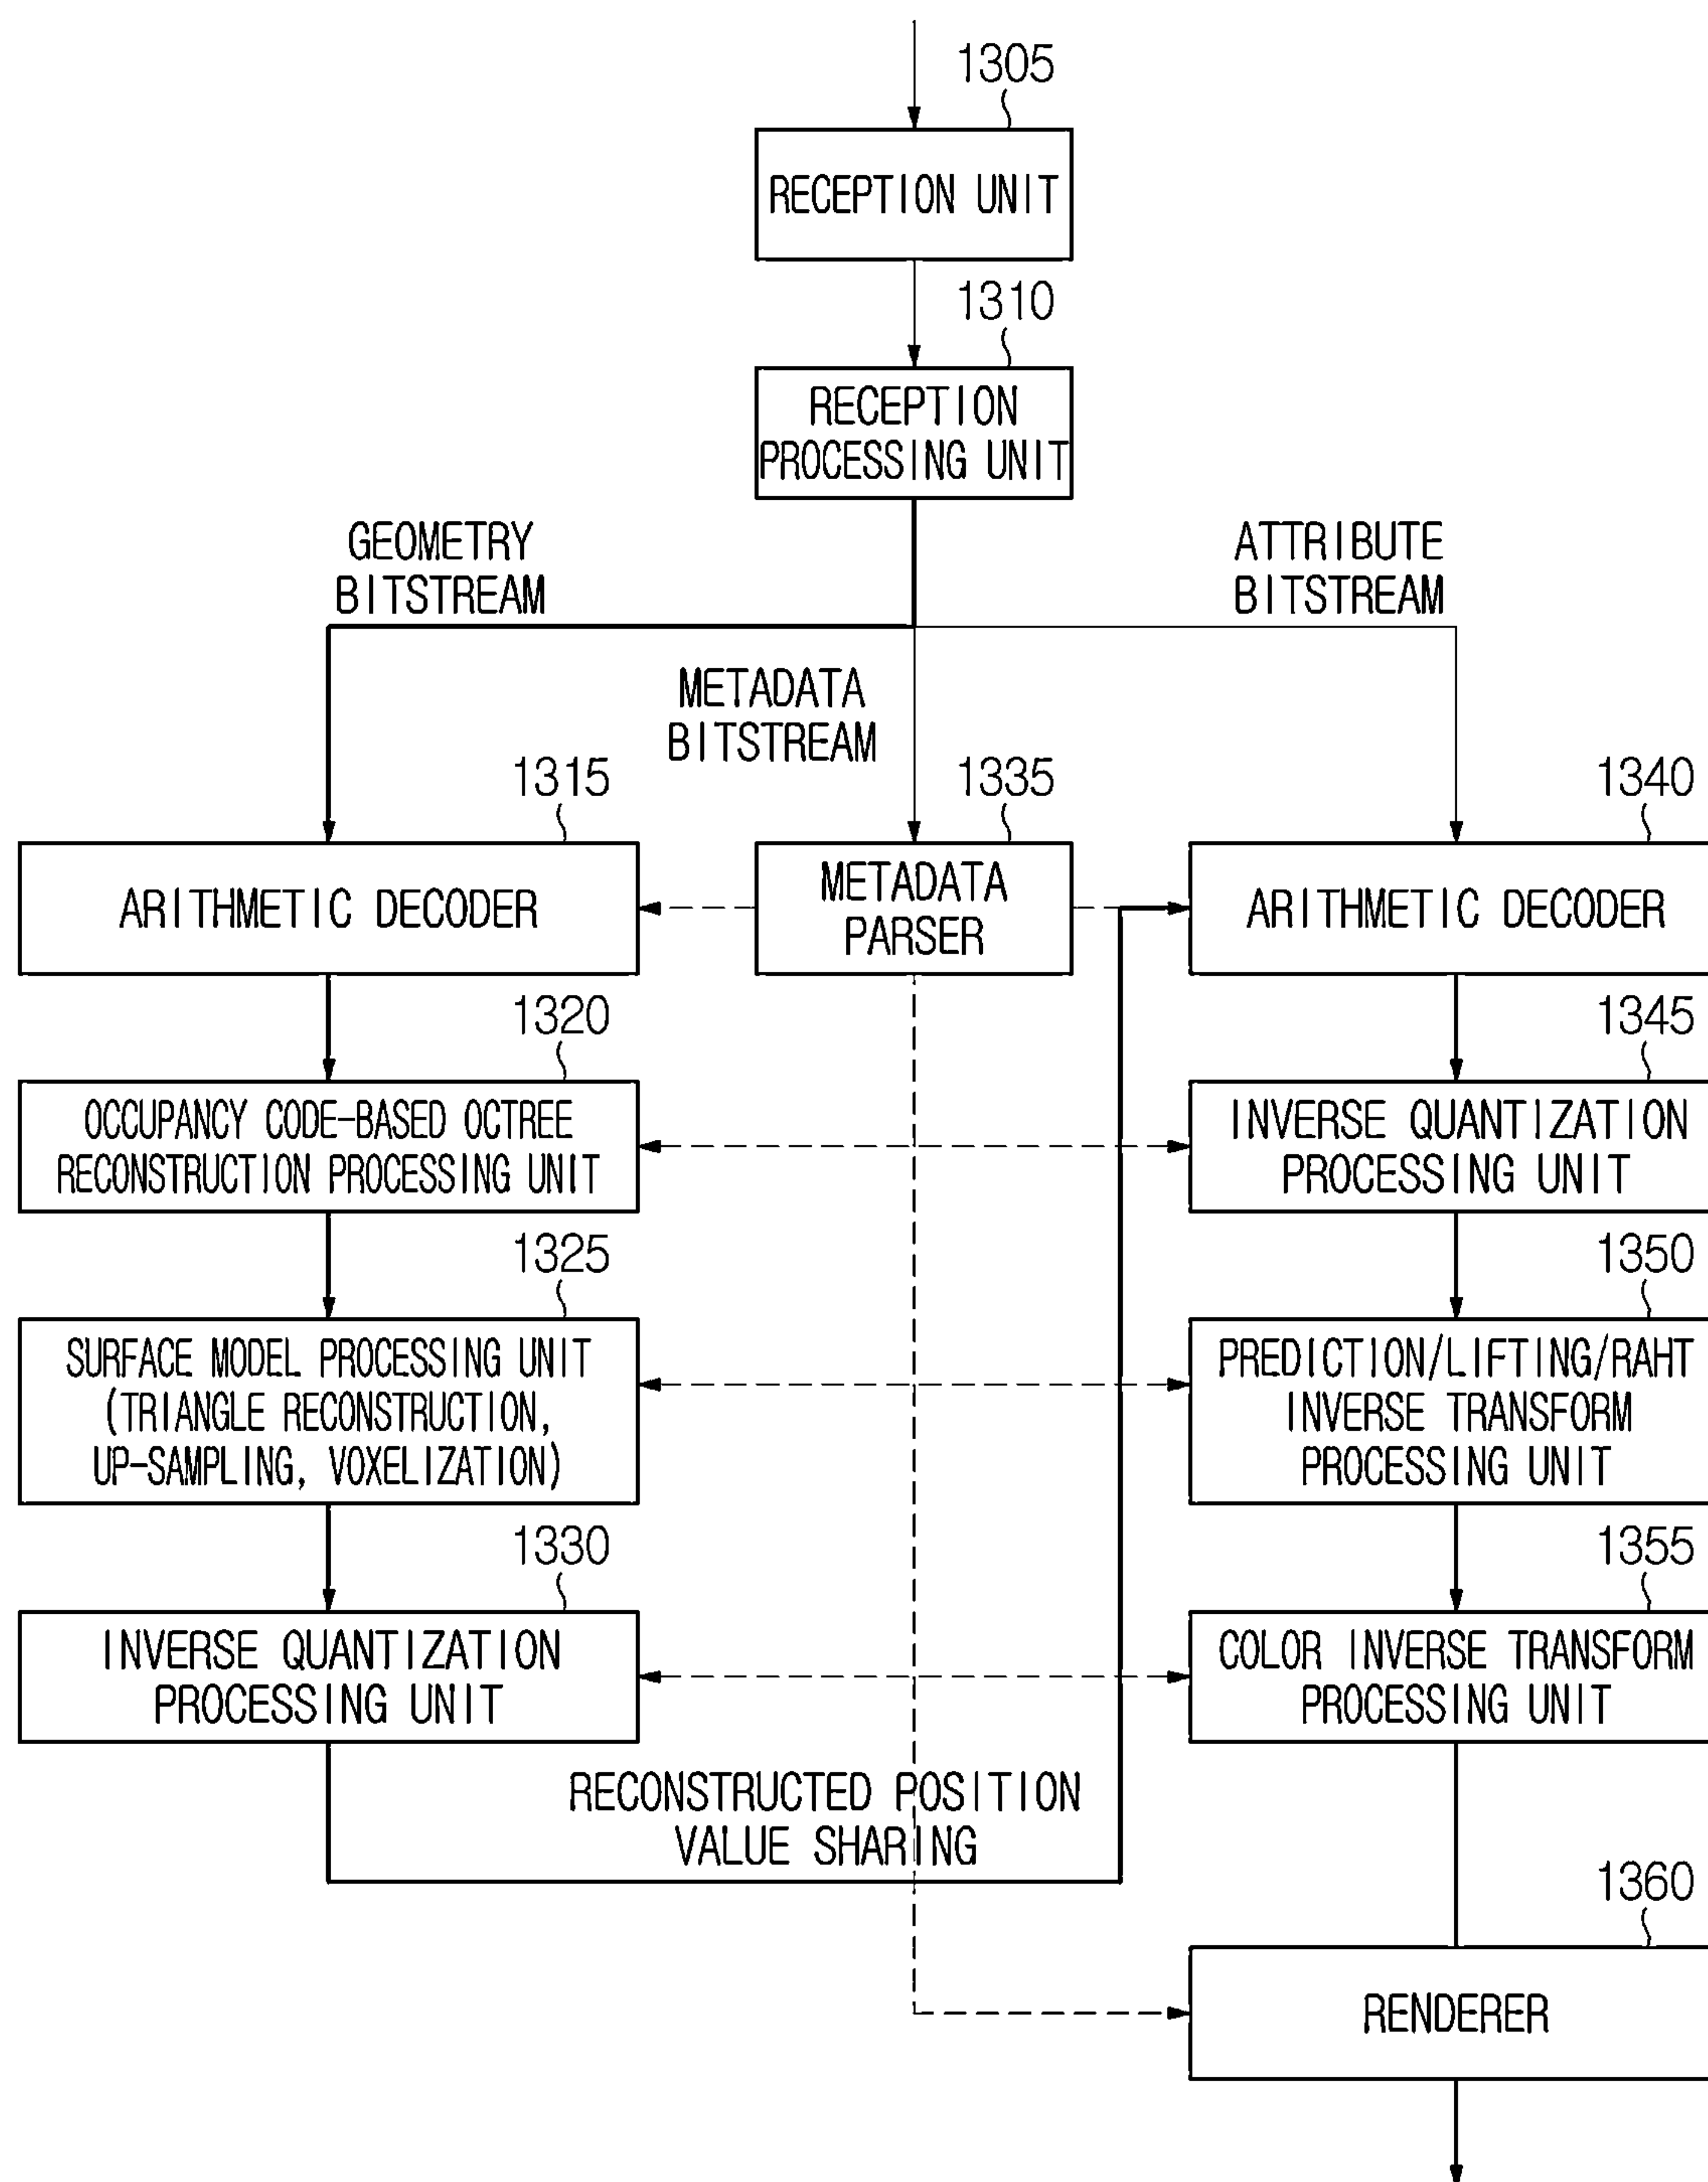 1305
RECEPTION UNIT
1310
RECEPTION
PROCESSING UNIT
GEOMETRY
BITSTREAM
ATTRIBUTE
BITSTREAM
METADATA
BITSTREAM
1315
ARITHMETIC DECODER
1335
METADATA
PARSER
1340
ARITHMETIC DECODER
1320
OCCUPANCY CODE-BASED OCTREE
RECONSTRUCTION PROCESSING UNIT
1345
INVERSE QUANTIZATION
PROCESSING UNIT
1325
SURFACE MODEL PROCESSING UNIT
(TRIANGLE RECONSTRUCTION,
UP-SAMPLING, VOXELIZATION)
1350
PREDICTION/LIFTING/RAHT
INVERSE TRANSFORM
PROCESSING UNIT
1330
INVERSE QUANTIZATION
PROCESSING UNIT
1355
COLOR INVERSE TRANSFORM
PROCESSING UNIT
RECONSTRUCTED POSITION
VALUE SHARING
1360
RENDERER